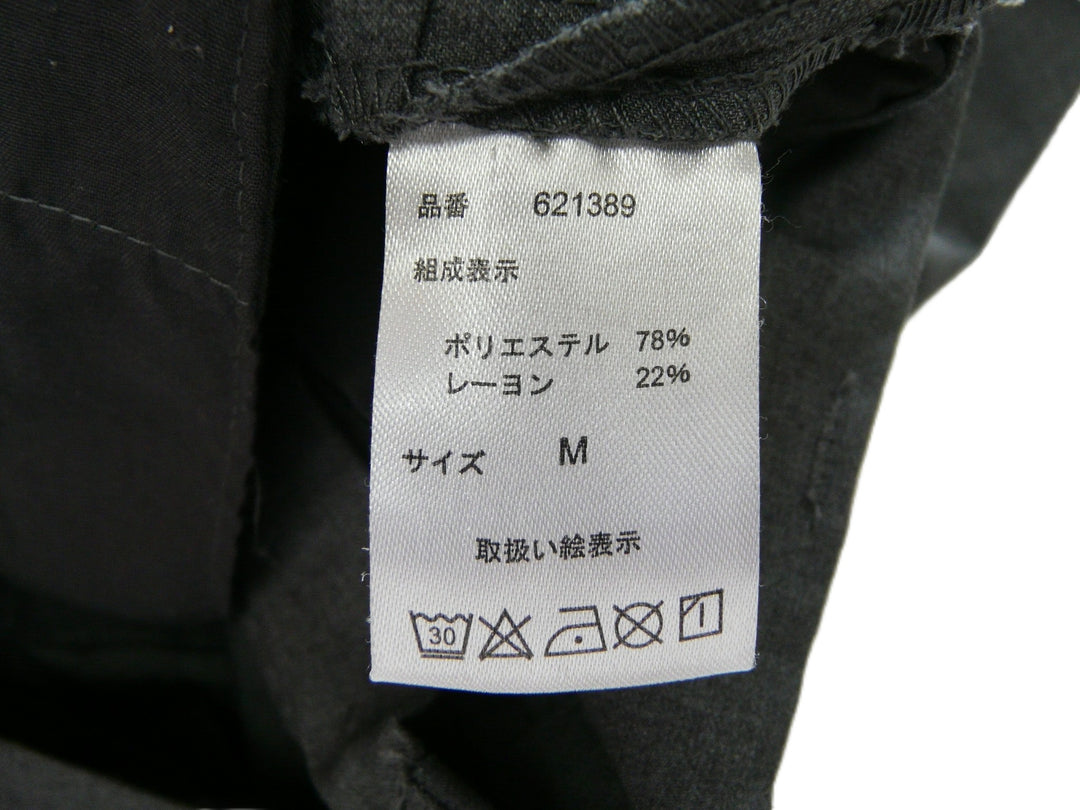 品番 621389
組成表示
ポリエステル 78%
レーヨン 22%
サイズ M
取扱い絵表示
30